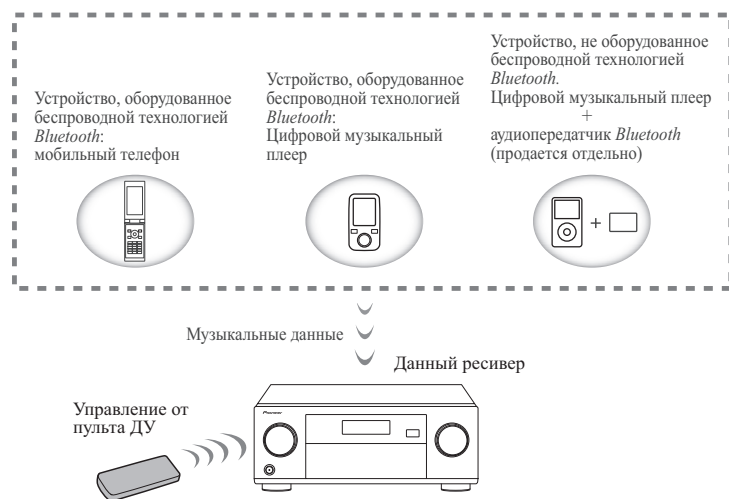 Устройство, оборудованное
беспроводной технологией
Bluetooth:
мобильный телефон
Устройство, оборудованное
беспроводной технологией
Bluetooth:
Цифровой музыкальный
плеер
Устройство, не оборудованное
беспроводной технологией
Bluetooth.
Цифровой музыкальный плеер
+
аудиопередатчик Bluetooth
(продается отдельно)
+
Музыкальные данные
Данный ресивер
Управление от
пульта ДУ
Pioneer